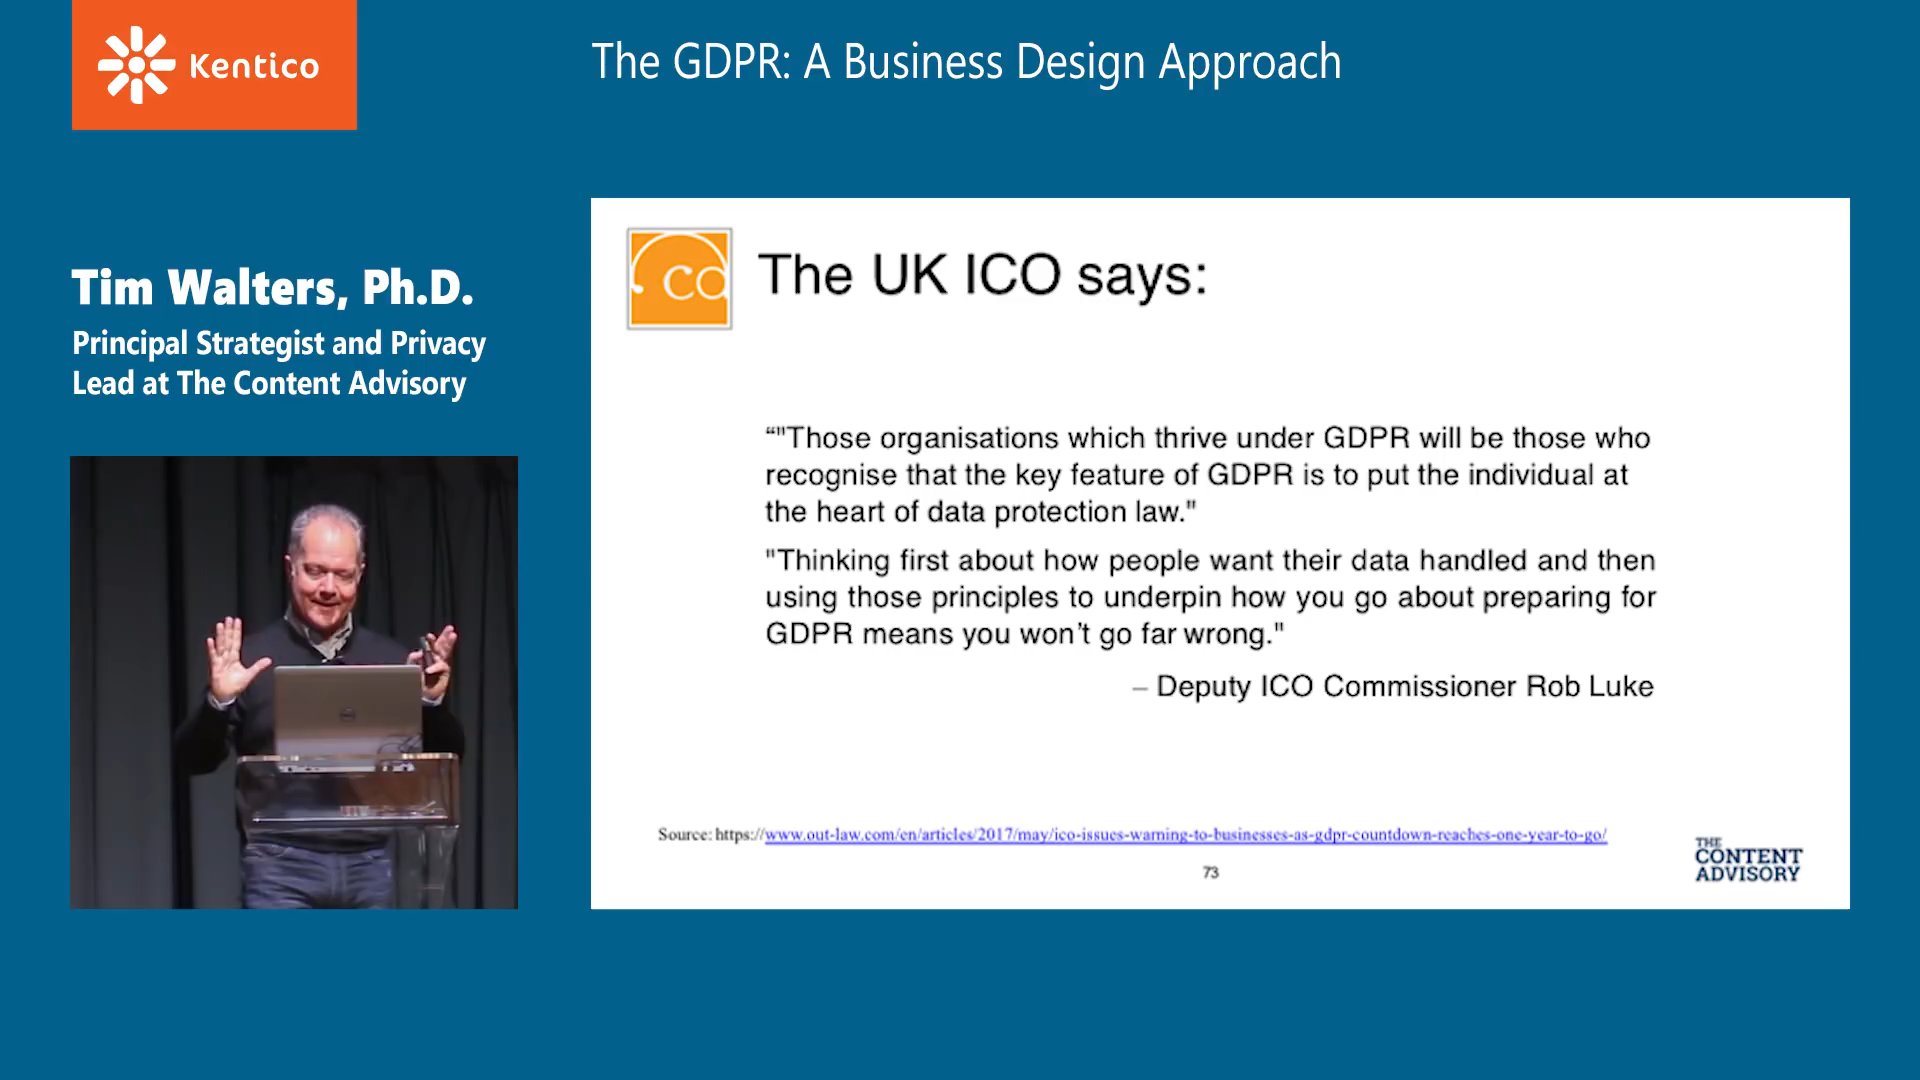 Kentico
The GDPR: A Business Design Approach
Tim Walters, Ph.D.
Principal Strategist and Privacy
Lead at The Content Advisory
ca
The UK ICO says:
“"Those organisations which thrive under GDPR will be those who
recognise that the key feature of GDPR is to put the individual at
the heart of data protection law."
"Thinking first about how people want their data handled and then
using those principles to underpin how you go about preparing for
GDPR means you won't go far wrong."
– Deputy ICO Commissioner Rob Luke
Source: https://www.out-law.com/en/articles/2017/may/ico-issues-warning-to-businesses-as-gdpr-countdown-reaches-one-year-to-go/
73
THE
CONTENT
ADVISORY